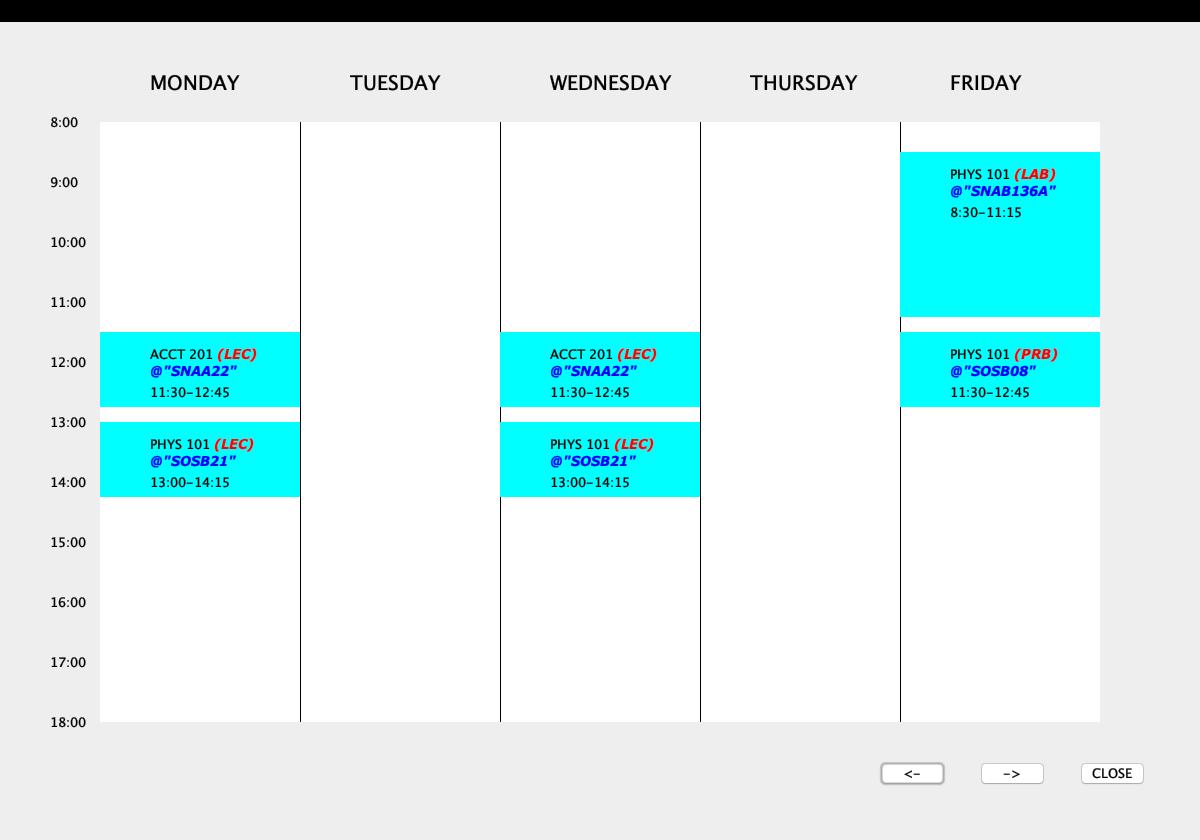 MONDAY TUESDAY WEDNESDAY THURSDAY FRIDAY
8:00
PHYS 101 (LAB)
9:00
@"SNAB136A"
8:30-11:15
10:00
11:00
ACCT 201 (LEC) ACCT 201 (LEC) PHYS 101 (PRB)
12:00
@"SNAA22" @"SNAA22" @"SOSB08"
11:30-12:45 11:30-12:45 11:30-12:45
13:00
PHYS 101 (LEC) PHYS 101 (LEC)
@"SOSB21" @"SOSB21"
14:00 13:00-14:15 13:00-14:15
15:00
16:00
17:00
18:00
<- -> CLOSE